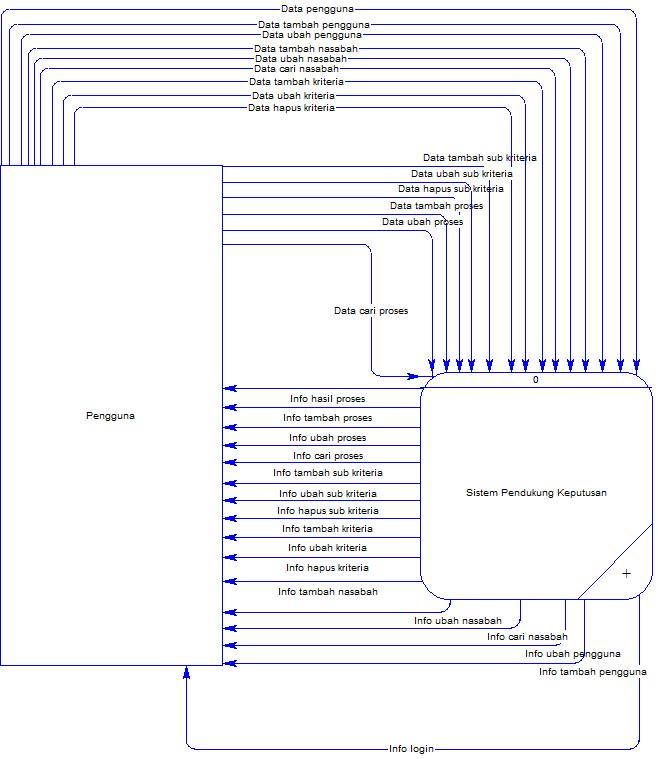 Data pengguna
Data tambah pengguna
Data ubah pengguna
Data tambah nasabah
Data ubah nasabah
Data cari nasabah
Data tambah kriteria
Data ubah kriteria
Data hapus kriteria
Data tambah sub kriteria
Data ubah sub kriteria
Data hapus sub kriteria
Data tambah proses
Data ubah proses
Data cari proses
0
Info hasil proses
Pengguna
Info tambah proses
Info ubah proses
Info cari proses
Info tambah sub kriteria
Sistem Pendukung Keputusan
Info ubah sub kriteria
Info hapus sub kriteria
Info tambah kriteria
Info ubah kriteria
Info hapus kriteria
+
Info tambah nasabah
Info ubah nasabah
Info cari nasabah
Info ubah pengguna
Info tambah pengguna
Info login